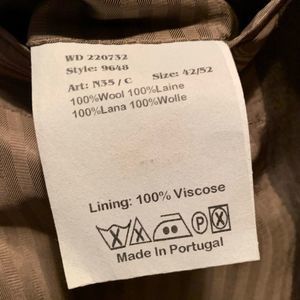 WD 220732
Style: 9648
Art: N35 / C Size: 42/52
100%Wool 100%Laine
100%Lana 100%Wolle
Lining: 100% Viscose
P
Made In Portugal